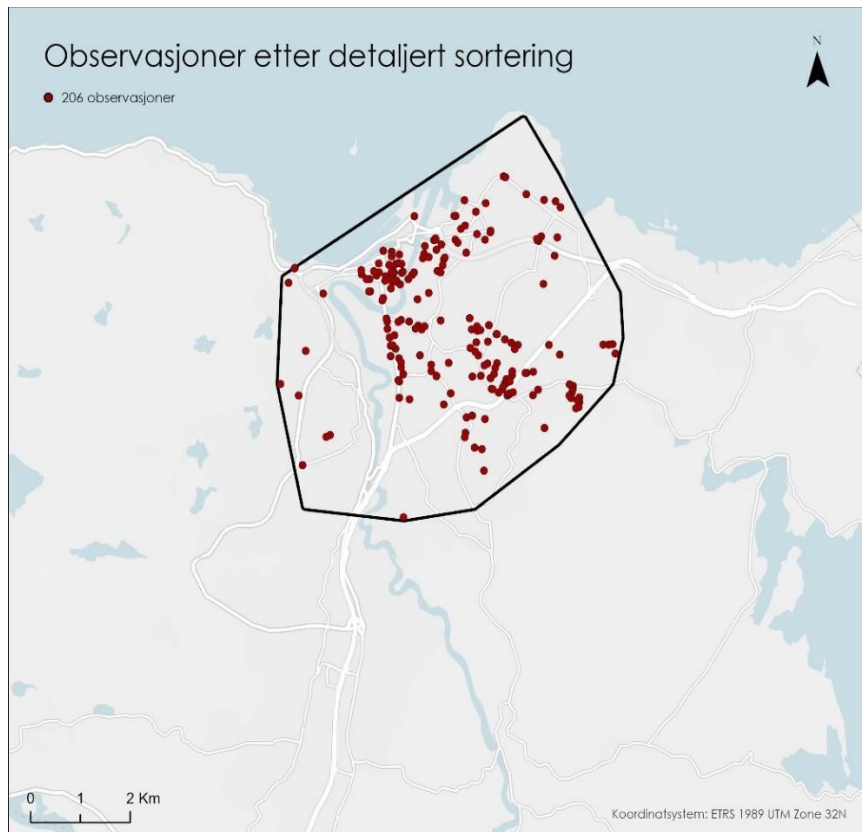 Observasjoner etter detaljert sortering
206 observasjoner
N
0 1 2 Km
Koordinatsystem: ETRS 1989 UTM Zone 32N